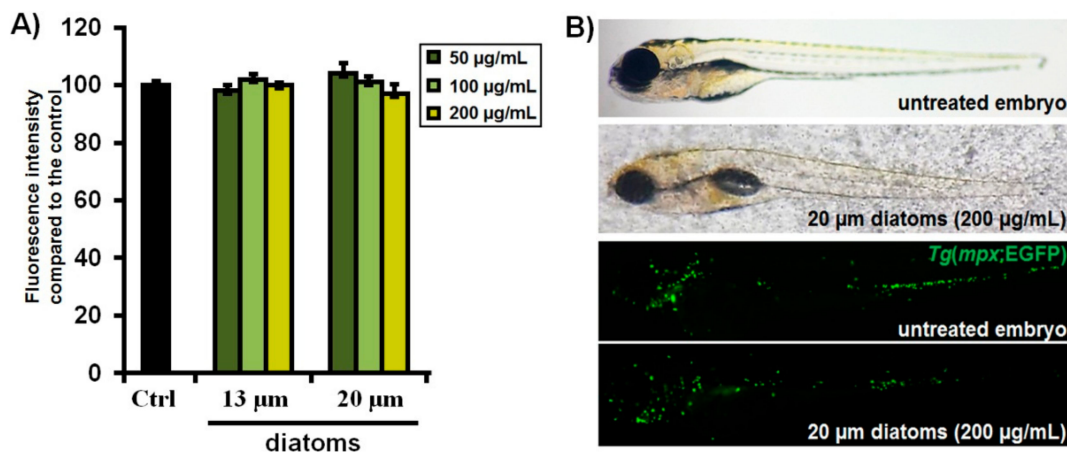 A)
Fluorescence intensisty
compared to the control
120
100
80
60
40
20
0
50 µg/mL
100 µg/mL
200 µg/mL
Ctrl
13 µm
20 µm
diatoms
B)
untreated embryo
20 µm diatoms (200 µg/mL)
Tg(mpx;EGFP)
untreated embryo
20 µm diatoms (200 µg/mL)